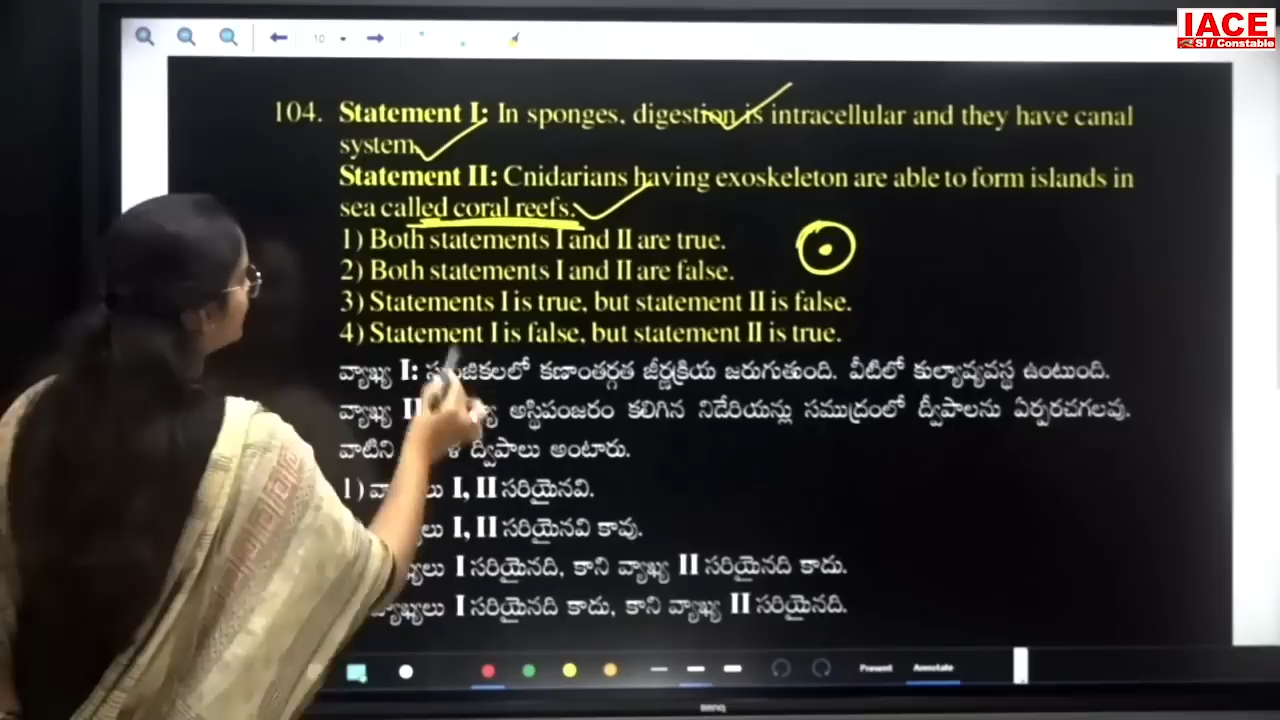 IACE
SI / Constable
10
104. Statement I: In sponges, digestion is intracellular and they have canal
system.
Statement II: Cnidarians having exoskeleton are able to form islands in
sea called coral reefs.
1) Both statements I and II are true.
2) Both statements I and II are false.
3) Statements I is true, but statement II is false.
4) Statement I is false, but statement II is true.
వ్యాఖ్య I: కణాంతర్గత జీర్ణక్రియ జరుగుతుంది. వీటిలో కుల్యావ్యవస్థ ఉంటుంది.
వ్యాఖ్య II అస్థిపంజరం కలిగిన నిడేరియన్లు సముద్రంలో ద్వీపాలను ఏర్పరచగలవు.
వాటిని ద్వీపాలు అంటారు.
1) I, II సరియైనవి.
I, II సరియైనవి కావు.
I సరియైనది, కాని వ్యాఖ్య II సరియైనది కాదు.
వ్యాఖ్యలు I సరియైనది కాదు, కాని వ్యాఖ్య II సరియైనది.
Present Annotate
BENQ